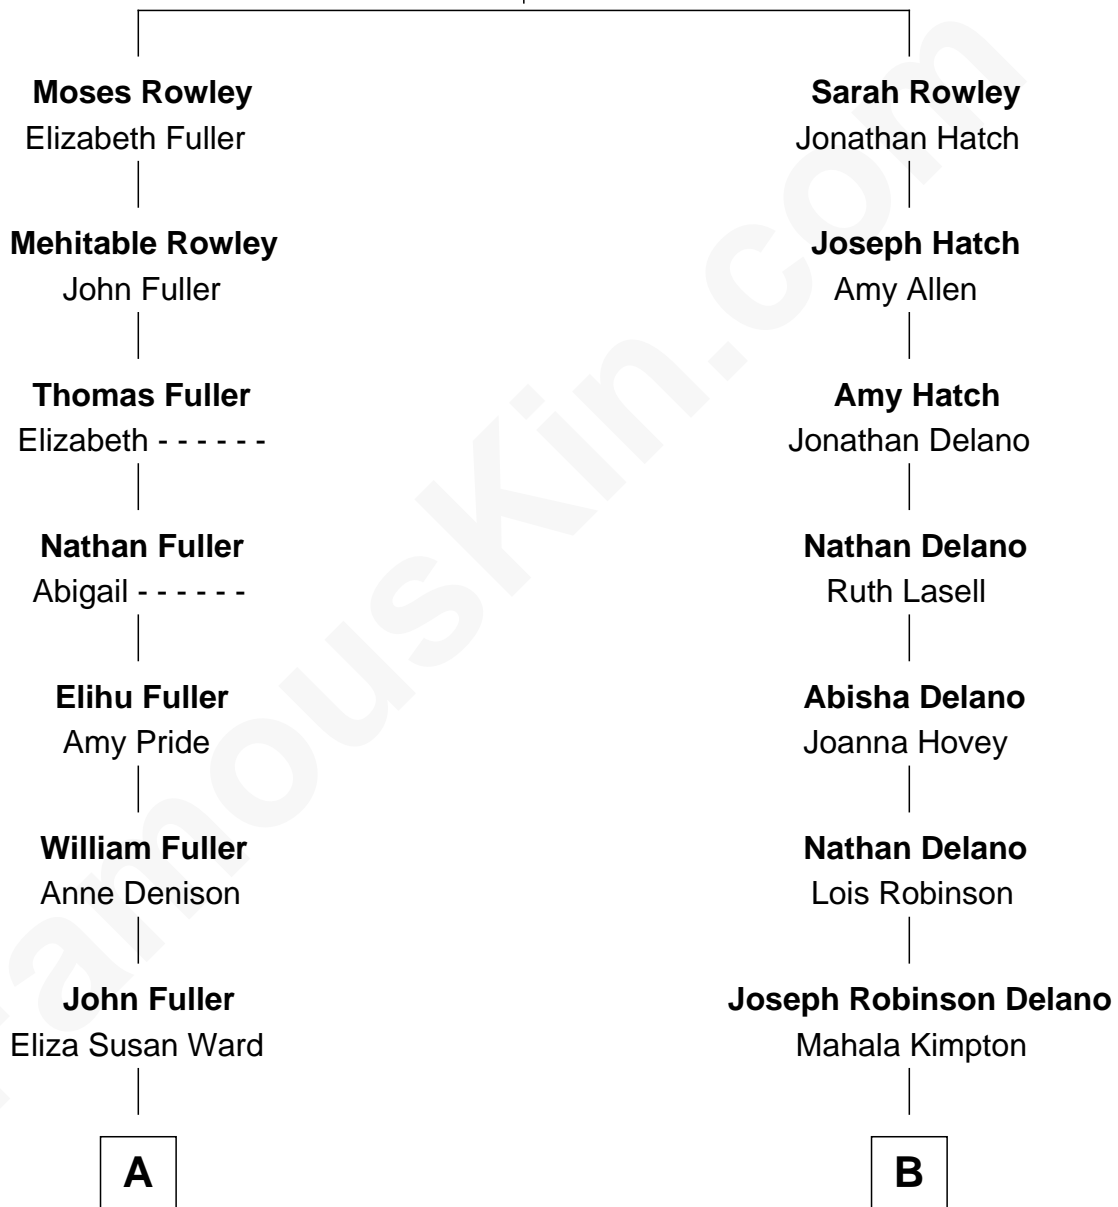 Moses Rowley
Elizabeth Fuller
Mehitable Rowley
John Fuller
Thomas Fuller
Elizabeth - - - - - -
Nathan Fuller
Abigail - - - - - -
Elihu Fuller
Amy Pride
William Fuller
Anne Denison
John Fuller
Eliza Susan Ward
A
Sarah Rowley
Jonathan Hatch
Joseph Hatch
Amy Allen
Amy Hatch
Jonathan Delano
Nathan Delano
Ruth Lasell
Abisha Delano
Joanna Hovey
Nathan Delano
Lois Robinson
Joseph Robinson Delano
Mahala Kimpton
B
FamousKin.com